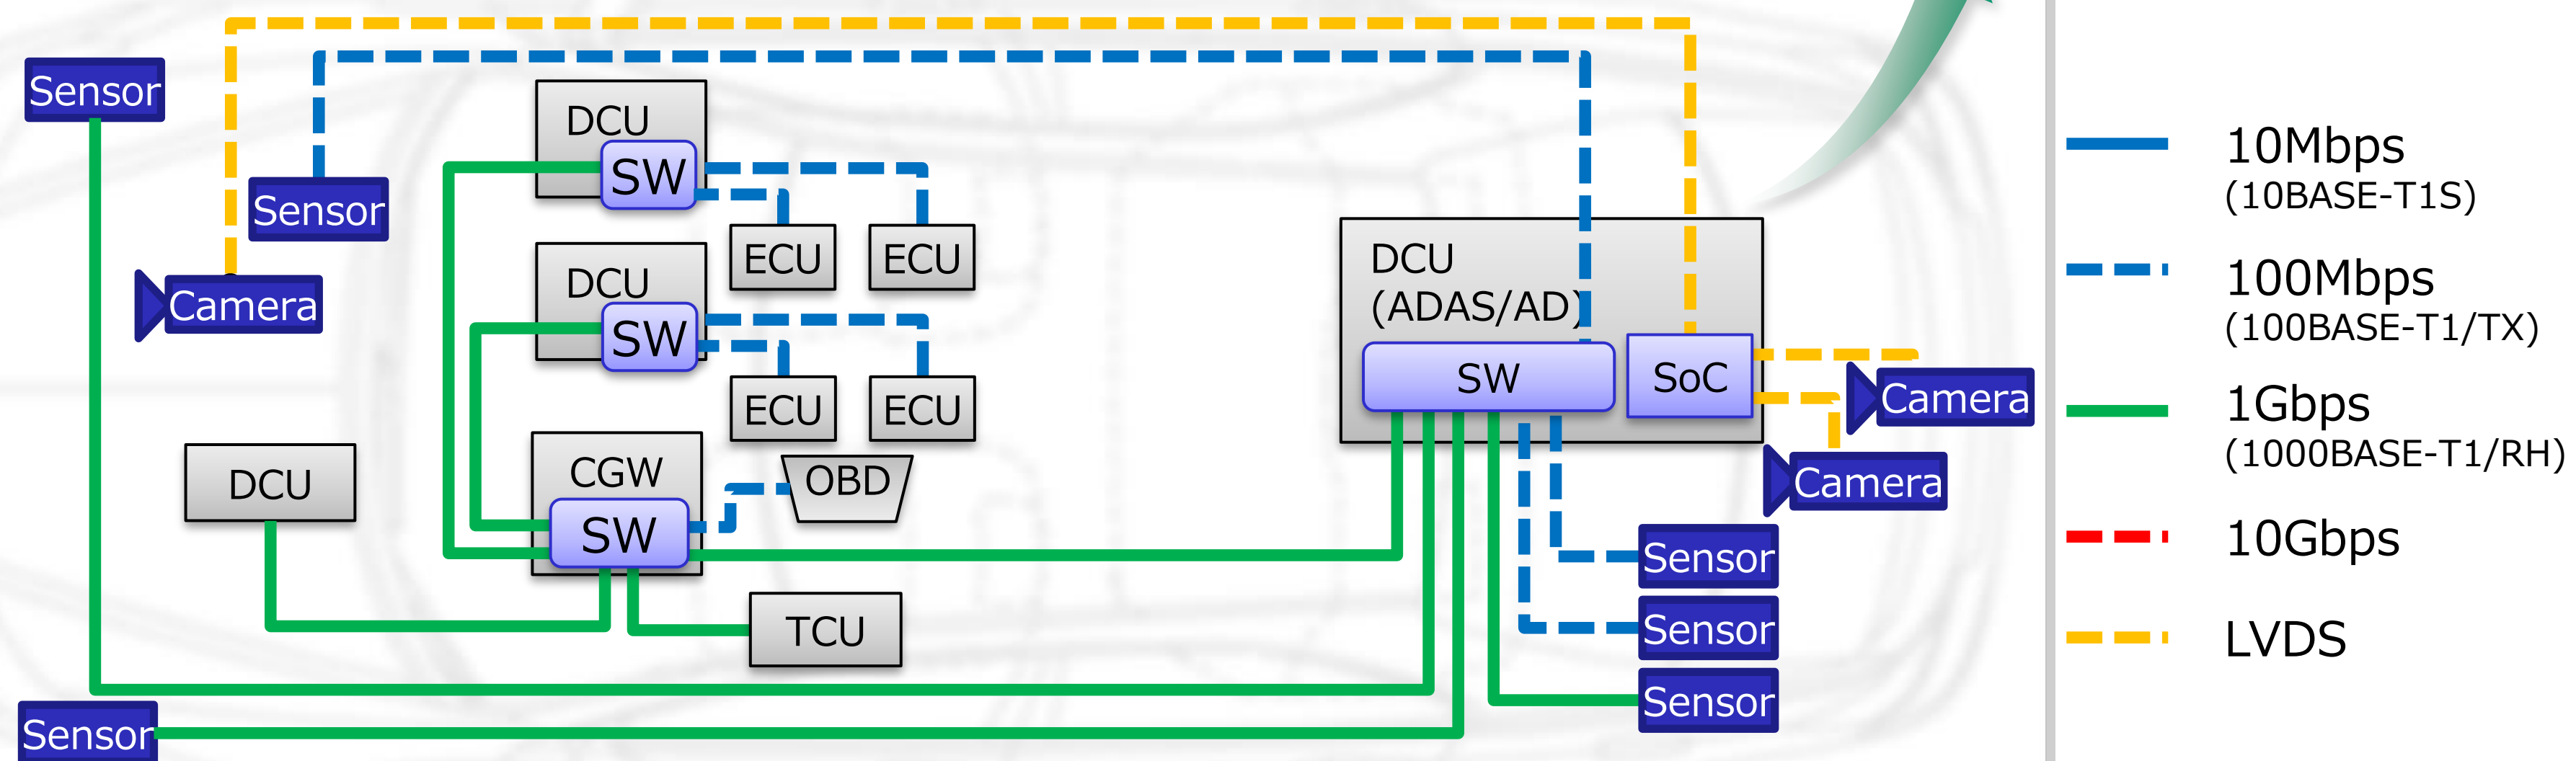 Sensor
Sensor
Camera
DCU
SW
ECU
ECU
DCU
SW
ECU
ECU
DCU
CGW
SW
OBD
TCU
Sensor
DCU
(ADAS/AD)
SW
SoC
Camera
Camera
Sensor
Sensor
Sensor
10Mbps
(10BASE-T1S)
100Mbps
(100BASE-T1/TX)
1Gbps
(1000BASE-T1/RH)
10Gbps
LVDS